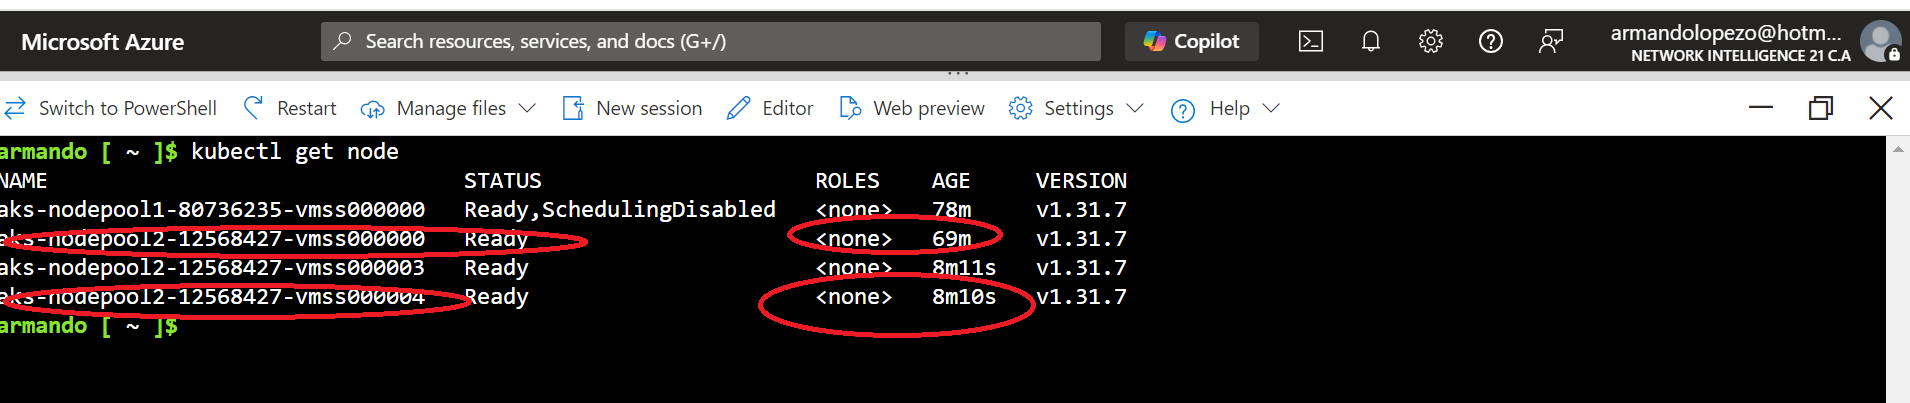 Microsoft Azure
Search resources, services, and docs (G+/)
Copilot
armandolopezo@hotm...
NETWORK INTELLIGENCE 21 C.A
Switch to PowerShell Restart Manage files New session Editor Web preview Settings Help
armando [ ~ ]$ kubectl get node
NAME STATUS ROLES AGE VERSION
aks-nodepool1-80736235-vmss000000 Ready,SchedulingDisabled <none> 78m v1.31.7
aks-nodepool2-12568427-vmss000000 Ready <none> 69m v1.31.7
aks-nodepool2-12568427-vmss000003 Ready <none> 8m11s v1.31.7
aks-nodepool2-12568427-vmss000004 Ready <none> 8m10s v1.31.7
armando [ ~ ]$